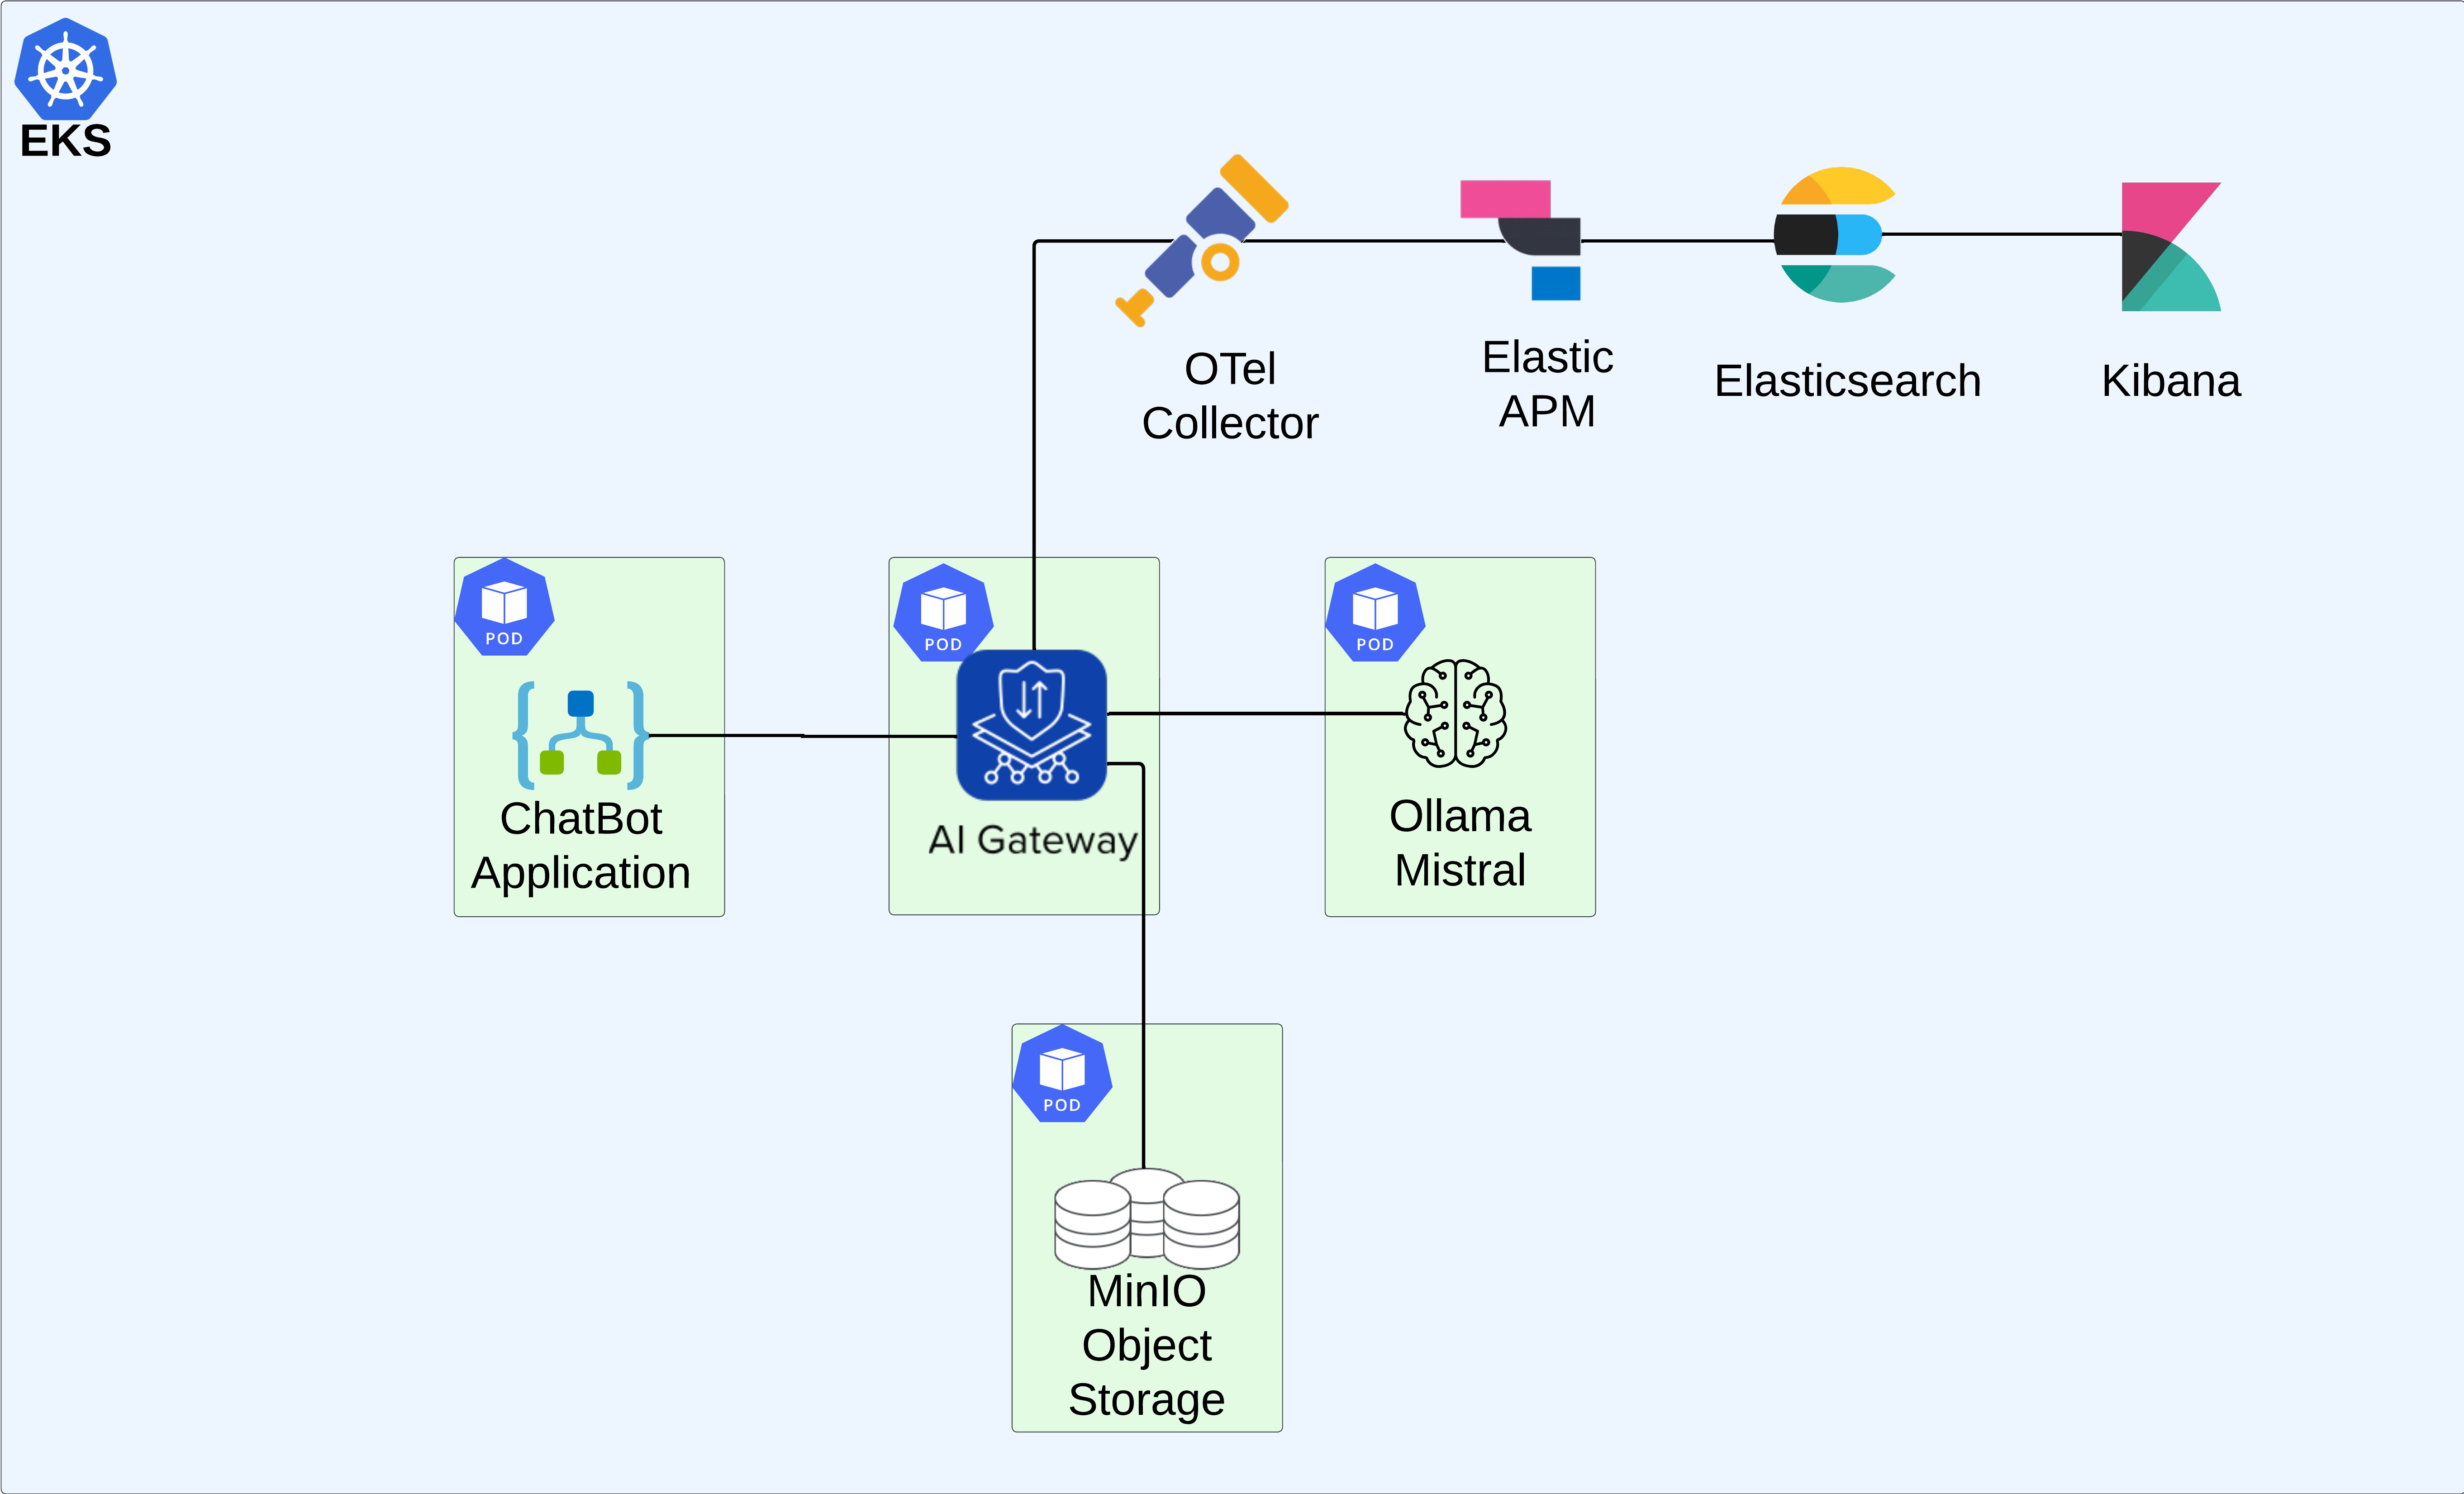 EKS
OTel
Collector
Elastic
APM
Elasticsearch
Kibana
POD
ChatBot
Application
POD
AI Gateway
POD
Ollama
Mistral
POD
MinIO
Object
Storage